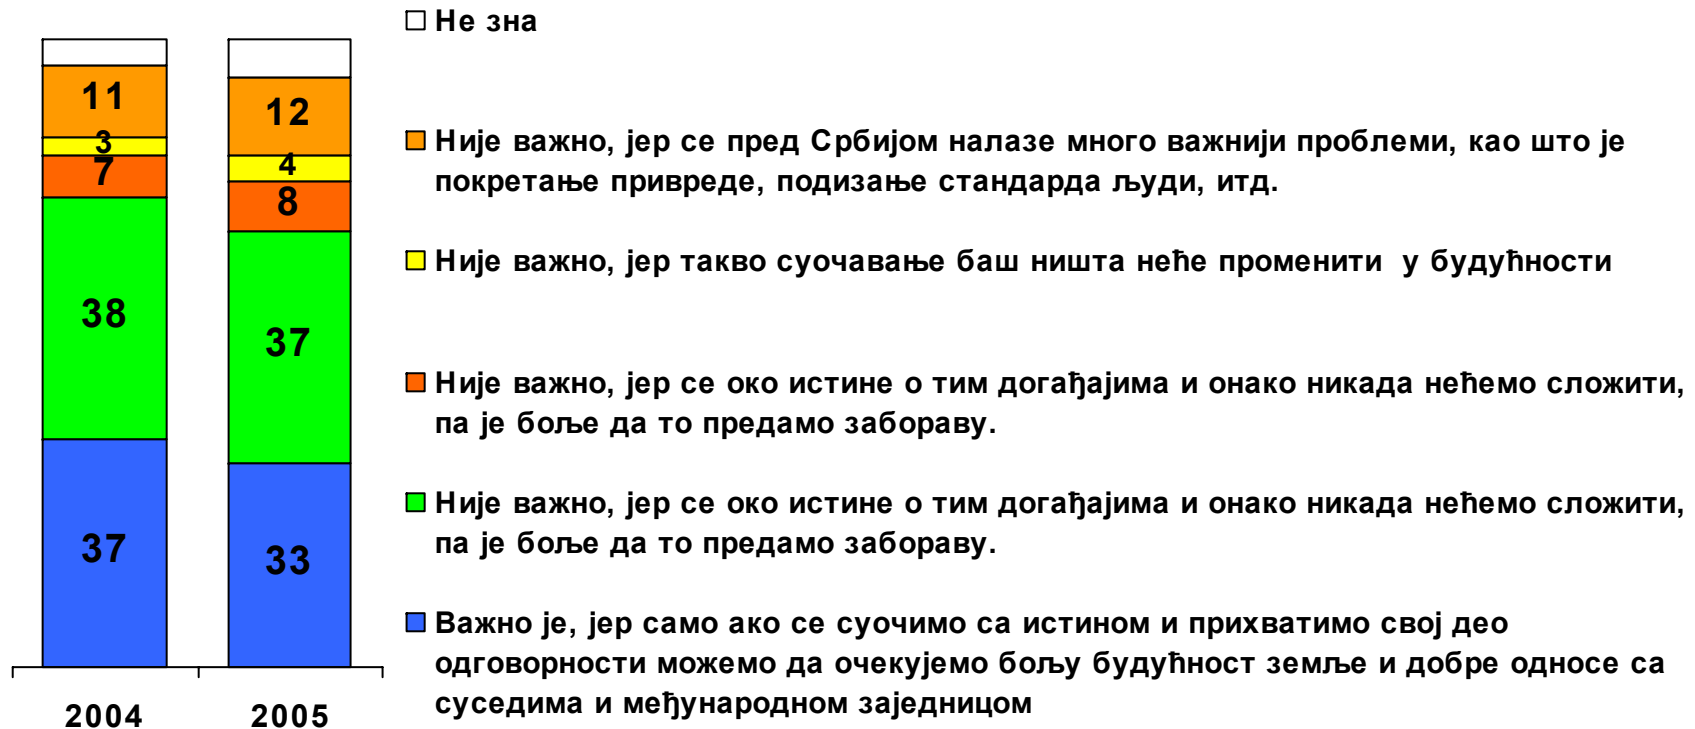 Не зна
11
12
3
Није важно, јер се пред Србијом налазе много важнији проблеми, као што је
покретање привреде, подизање стандарда људи, итд.
4
7
8
Није важно, јер такво суочавање баш ништа неће променити  у будућности
38
37
Није важно, јер се око истине о тим догађајима и онако никада нећемо сложити,
па је боље да то предамо забораву.
Није важно, јер се око истине о тим догађајима и онако никада нећемо сложити,
па је боље да то предамо забораву.
37
33
Важно је, јер само ако се суочимо са истином и прихватимо свој део
одговорности можемо да очекујемо бољу будућност земље и добре односе са
суседима и међународном заједницом
2004
2005